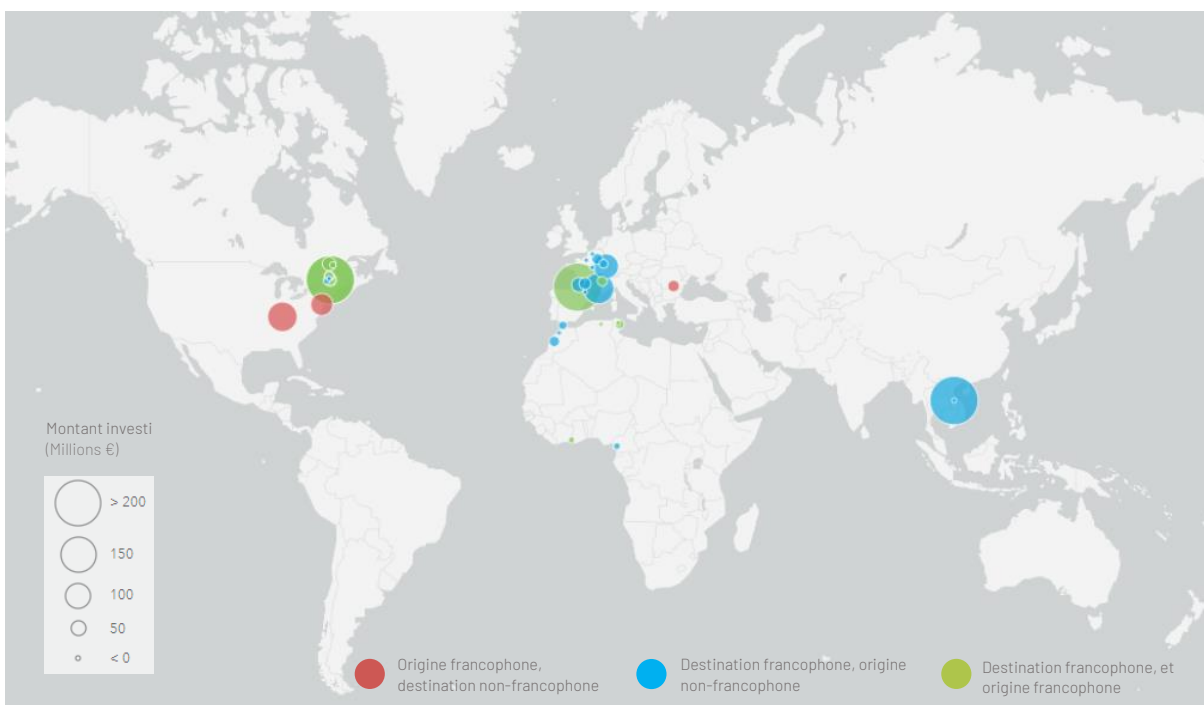 Montant investi
(Millions €)
> 200
150
100
50
< 0
Origine francophone,
destination non-francophone
Destination francophone, origine
non-francophone
Destination francophone, et
origine francophone